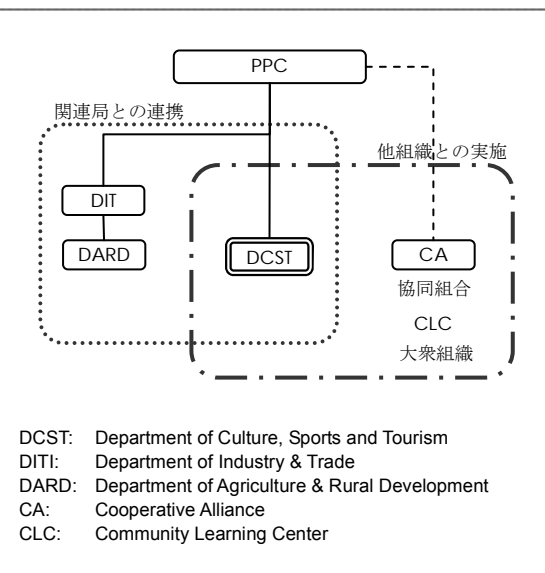 PPC
関連局との連携
他組織との実施
DIT
DARD
DCST
CA
協同組合
CLC
大衆組織
DCST: Department of Culture, Sports and Tourism
DITI: Department of Industry & Trade
DARD: Department of Agriculture & Rural Development
CA: Cooperative Alliance
CLC: Community Learning Center